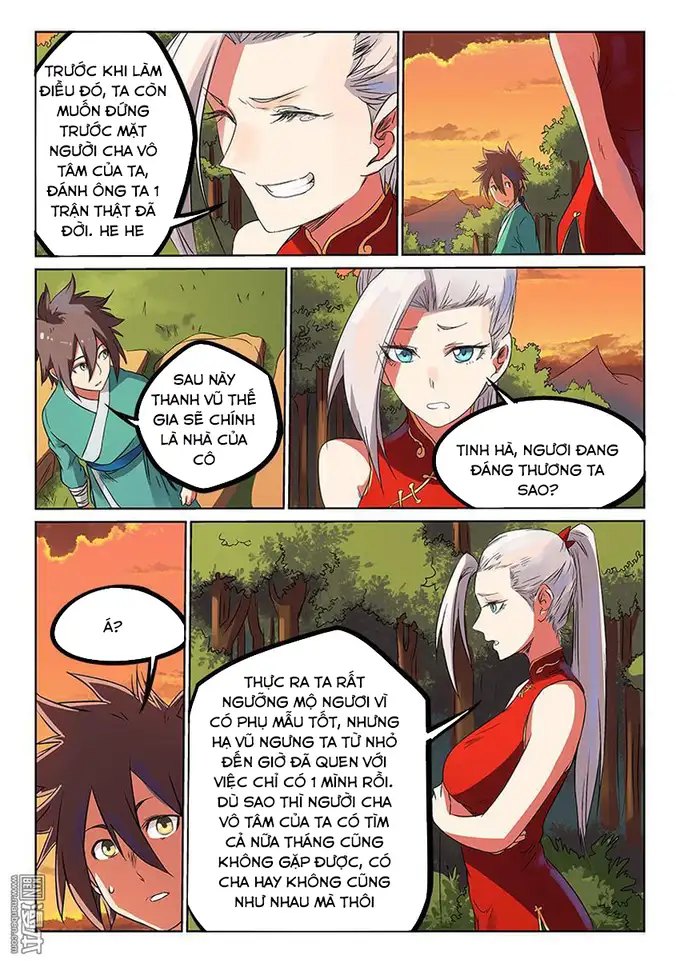 TRƯỚC KHI LÀM
ĐIỀU ĐÓ, TA CÒN
MUỐN ĐỨNG
TRƯỚC MẶT
NGƯỜI CHA VÔ
TÂM CỦA TA,
ĐÁNH ÔNG TA 1
TRẬN THẬT ĐÃ
ĐỜI. HE HE
SAU NÀY
THANH VŨ THẾ
GIA SẼ CHÍNH
LÀ NHÀ CỦA
CÔ
TINH HÀ, NGƯƠI ĐANG
ĐÁNG THƯƠNG TA
SAO?
Á?
THỰC RA TA RẤT
NGƯỠNG MỘ NGƯƠI VÌ
CÓ PHỤ MẪU TỐT, NHƯNG
HẠ VŨ NGƯNG TA TỪ NHỎ
ĐẾN GIỜ ĐÃ QUEN VỚI
VIỆC CHỈ CÓ 1 MÌNH RỒI.
DÙ SAO THÌ NGƯỜI CHA
VÔ TÂM CỦA TA CÓ TÌM
CẢ NỬA THÁNG CŨNG
KHÔNG GẶP ĐƯỢC, CÓ
CHA HAY KHÔNG CŨNG
NHƯ NHAU MÀ THÔI